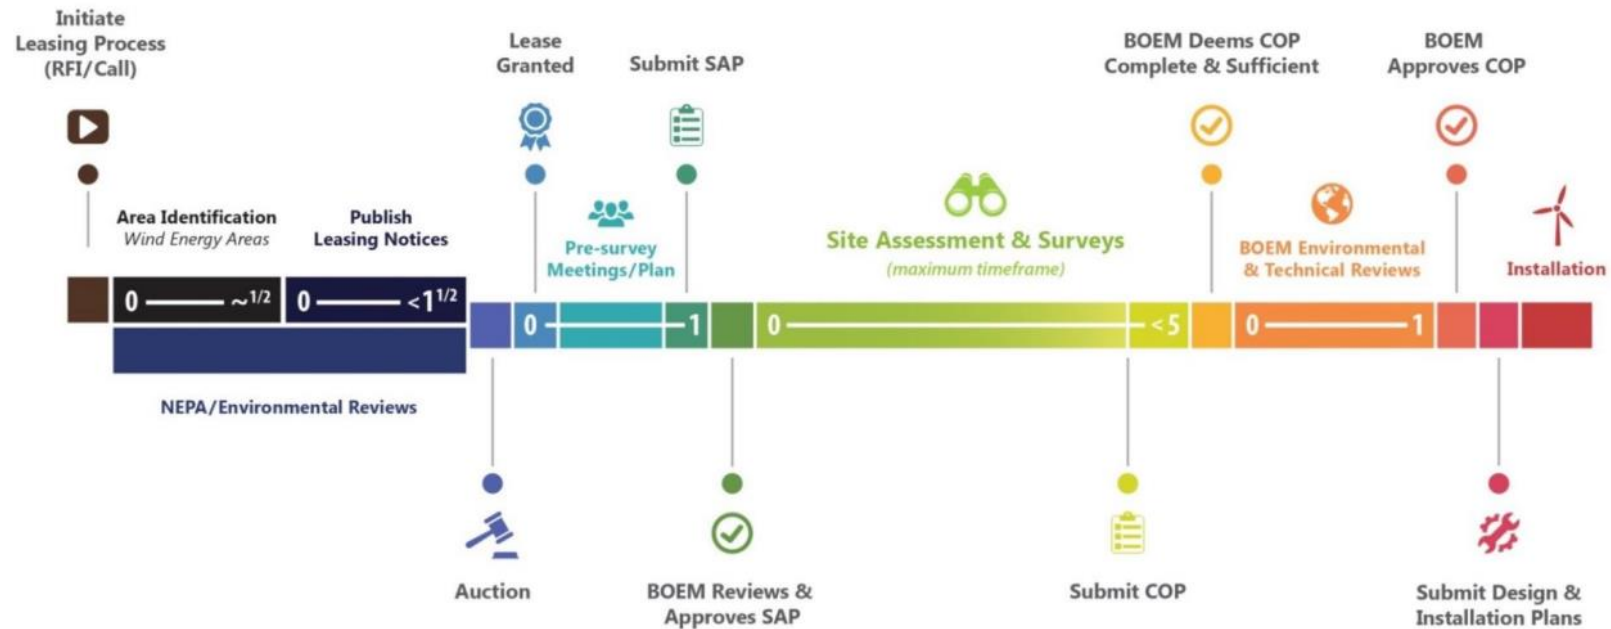 Initiate
Leasing Process
(RFI/Call)
Lease
Granted
Submit SAP
BOEM Deems COP
Complete & Sufficient
BOEM
Approves COP
Area Identification
Wind Energy Areas
Publish
Leasing Notices
Pre-survey
Meetings/Plan
Site Assessment & Surveys
(maximum timeframe)
BOEM Environmental
& Technical Reviews
Installation
0 ~1/2
0 <1 1/2
0 1
0 <5
0 1
NEPA/Environmental Reviews
Auction
BOEM Reviews &
Approves SAP
Submit COP
Submit Design &
Installation Plans